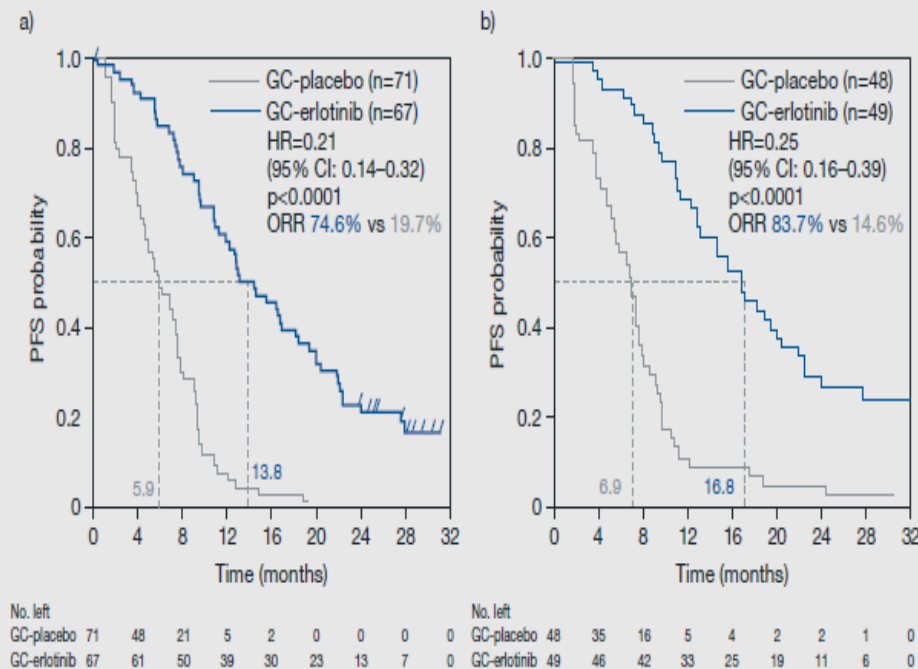 a)
PFS probability
1.0
0.8
0.6
0.4
0.2
0
GC-placebo (n=71)
GC-erlotinib (n=67)
HR=0.21
(95% CI: 0.14–0.32)
p<0.0001
ORR 74.6% vs 19.7%
5.9
13.8
0 4 8 12 16 20 24 28 32
Time (months)
No. left
GC-placebo 71 48 21 5 2 0 0 0 0
GC-erlotinib 67 61 50 39 30 23 13 7 0
b)
PFS probability
1.0
0.8
0.6
0.4
0.2
0
GC-placebo (n=48)
GC-erlotinib (n=49)
HR=0.25
(95% CI: 0.16–0.39)
p<0.0001
ORR 83.7% vs 14.6%
6.9
16.8
0 4 8 12 16 20 24 28 32
Time (months)
No. left
GC-placebo 48 35 16 5 4 2 2 1 0
GC-erlotinib 49 46 42 33 25 19 11 6 0